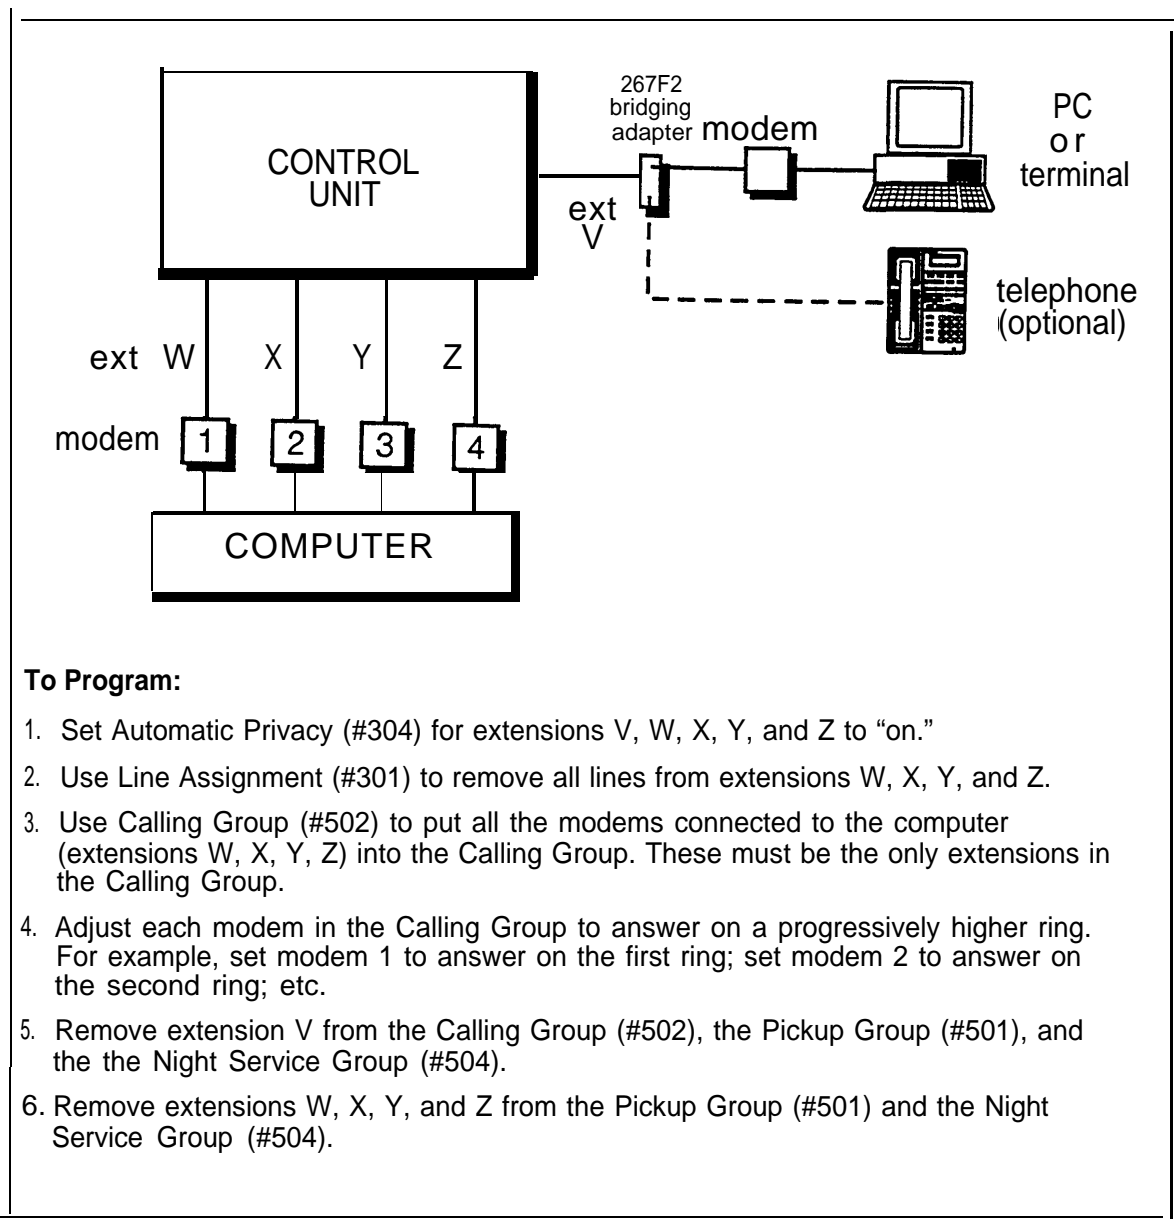 267F2
bridging
adapter
modem
PC
or
terminal
CONTROL
UNIT
ext
V
telephone
(optional)
ext W X Y Z
modem 1 2 3 4
COMPUTER
To Program:
1. Set Automatic Privacy (#304) for extensions V, W, X, Y, and Z to “on.”
2. Use Line Assignment (#301) to remove all lines from extensions W, X, Y, and Z.
3. Use Calling Group (#502) to put all the modems connected to the computer
(extensions W, X, Y, Z) into the Calling Group. These must be the only extensions in
the Calling Group.
4. Adjust each modem in the Calling Group to answer on a progressively higher ring.
For example, set modem 1 to answer on the first ring; set modem 2 to answer on
the second ring; etc.
5. Remove extension V from the Calling Group (#502), the Pickup Group (#501), and
the the Night Service Group (#504).
6. Remove extensions W, X, Y, and Z from the Pickup Group (#501) and the Night
Service Group (#504).